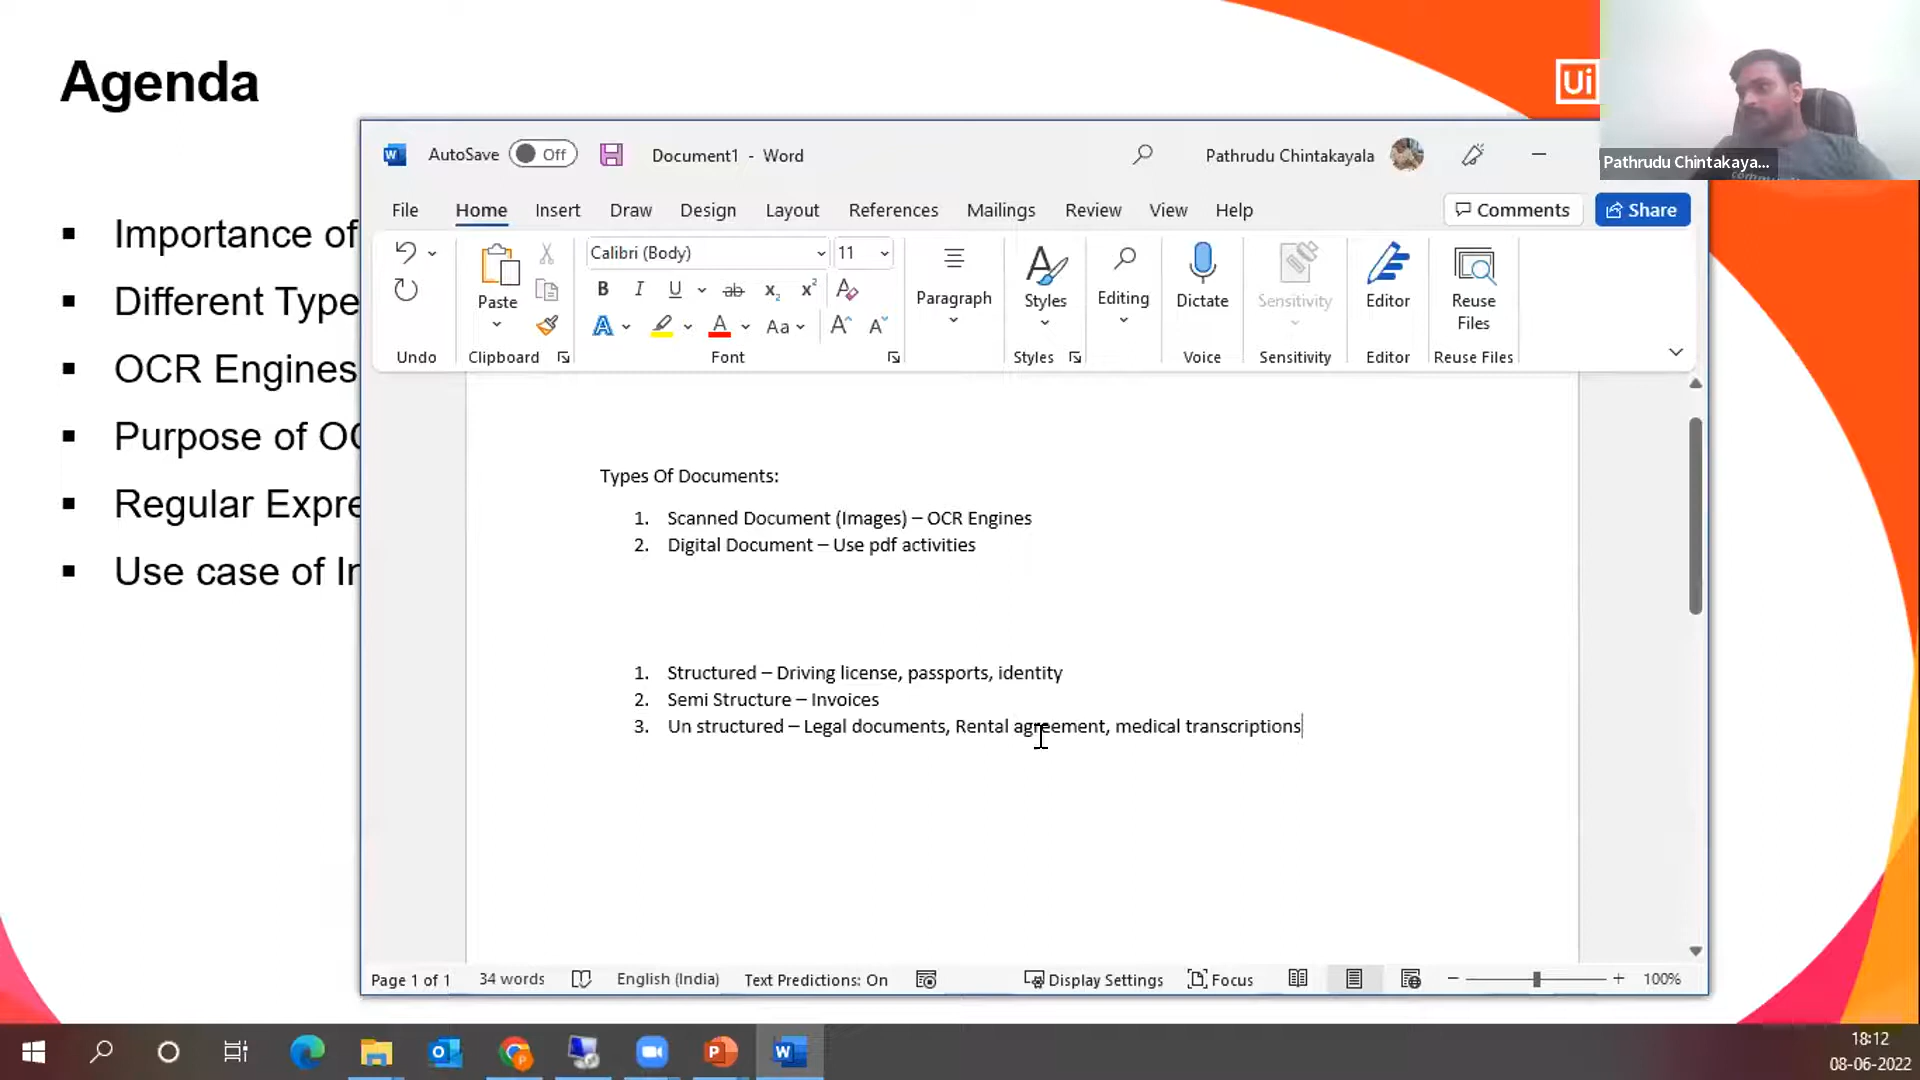 Agenda
Ui
Pathrudu Chintakaya...
AutoSave Off Document1 - Word Pathrudu Chintakayala
File Home Insert Draw Design Layout References Mailings Review View Help Comments Share
Calibri (Body) 11
Paste
Paragraph
Styles
Editing
Dictate
Sensitivity
Editor
Reuse
Files
Undo Clipboard Font Styles Voice Sensitivity Editor Reuse Files
Importance of
Different Type
OCR Engines
Purpose of OC
Regular Expre
Use case of In
Types Of Documents:
1. Scanned Document (Images) – OCR Engines
2. Digital Document – Use pdf activities
1. Structured – Driving license, passports, identity
2. Semi Structure – Invoices
3. Un structured – Legal documents, Rental agreement, medical transcriptions
Page 1 of 1 34 words English (India) Text Predictions: On Display Settings Focus 100%
18:12
08-06-2022